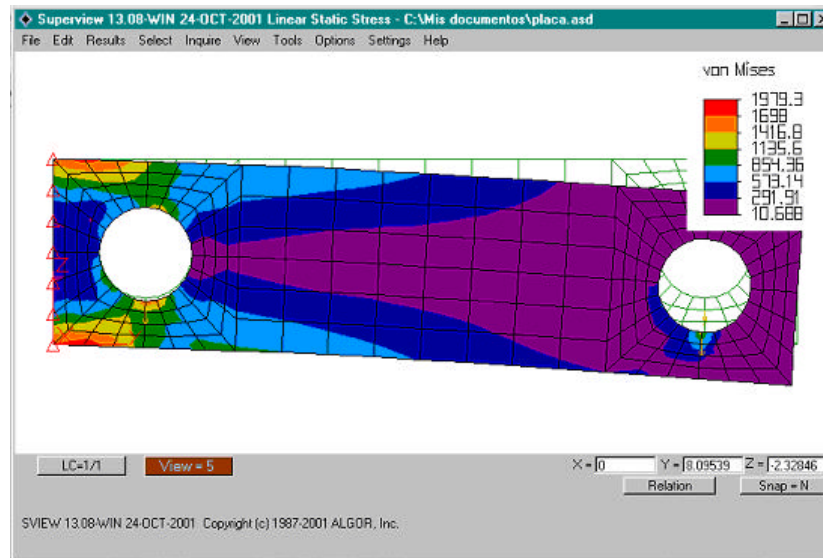 Superview 13.08-WIN 24-OCT-2001 Linear Static Stress - C:\Mis documentos\placa.asd
File Edit Results Select Inquire View Tools Options Settings Help
von Mises
1979.3
1698
1416.8
1135.6
854.36
573.14
291.91
10.688
LC=1/1 View = 5 X = 0 Y = 8.09539 Z = -2.32846
Relation Snap = N
SVIEW 13.08-WIN 24-OCT-2001 Copyright (c) 1987-2001 ALGOR, Inc.